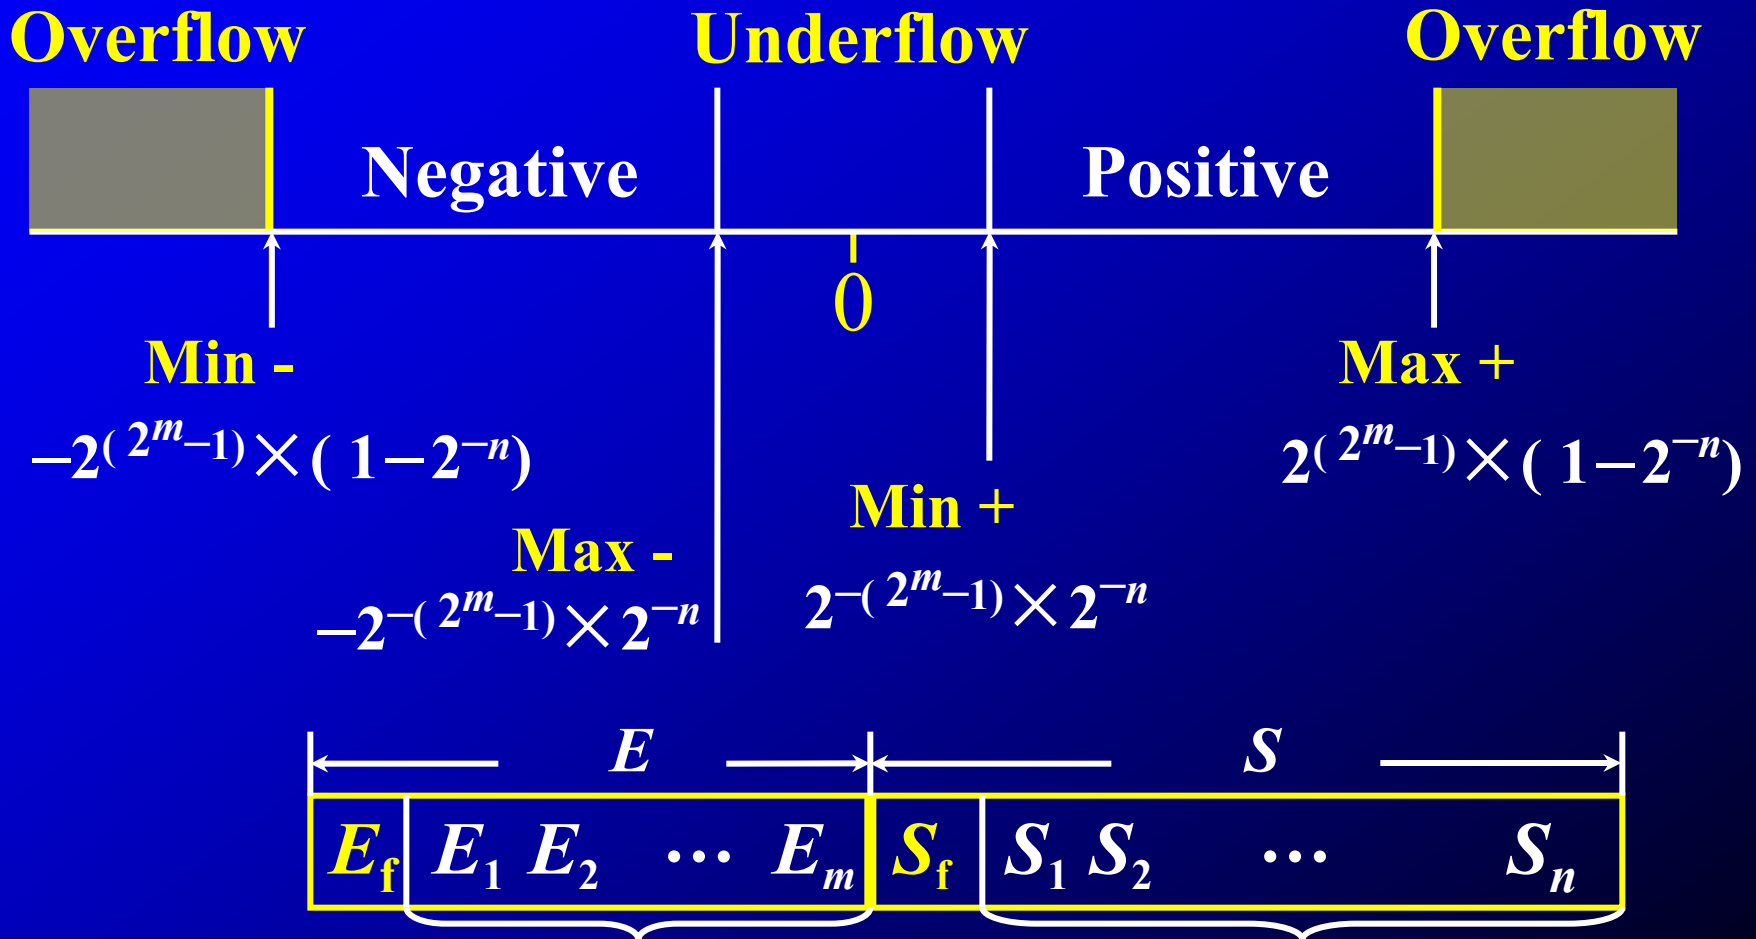 Overflow Underflow Overflow
Negative Positive
0
Min - Max +
−2^(2^m−1) × ( 1−2^−n) 2^(2^m−1) × ( 1−2^−n)
Min +
Max -
−2^−(2^m−1) × 2^−n 2^−(2^m−1) × 2^−n
E S
E_f E_1 E_2 ⋯ E_m S_f S_1 S_2 ⋯ S_n